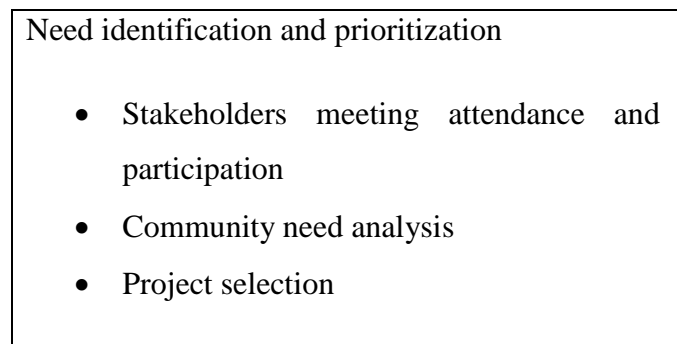 Need identification and prioritization
• Stakeholders meeting attendance and
participation
• Community need analysis
• Project selection